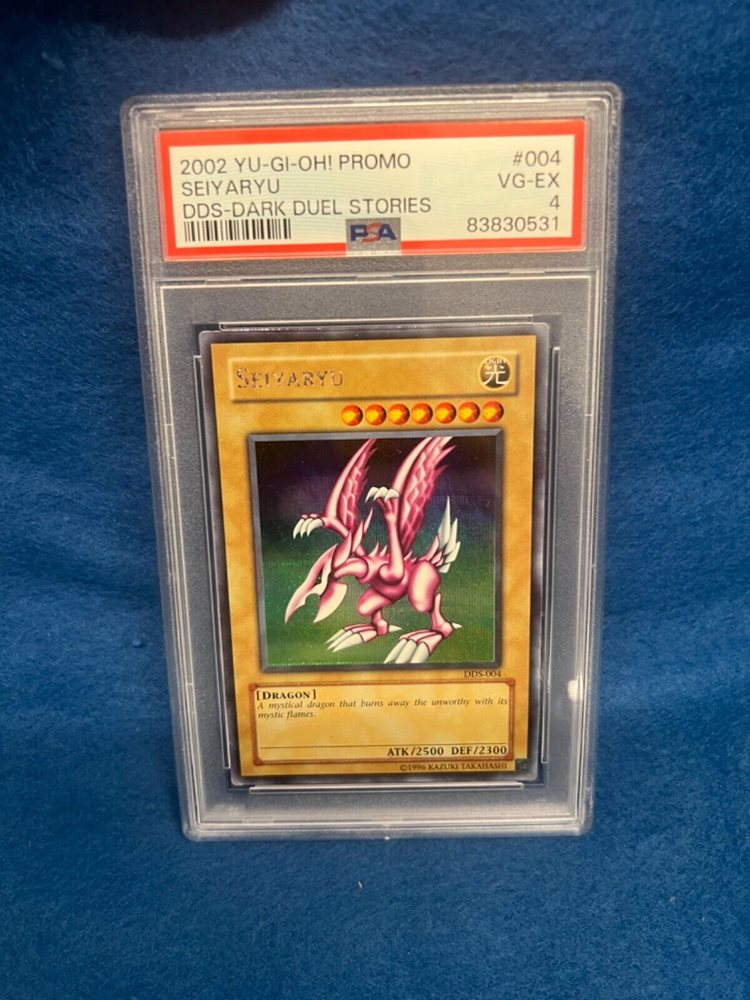 2002 YU-GI-OH! PROMO #004
SEIYARYU VG-EX
DDS-DARK DUEL STORIES 4
PSA 83830531
SEIYARYU
LIGHT
光
DDS-004
[DRAGON]
A mystical dragon that burns away the unworthy with its
mystic flames.
ATK/2500 DEF/2300
©1996 KAZUKI TAKAHASHI